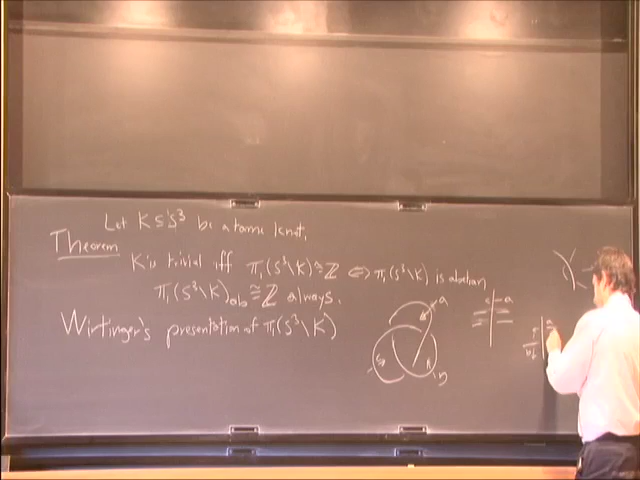 Let K ⊆ S³ be a tame knot.
Theorem
K is trivial iff π₁(S³\K) ≅ ℤ ⟺ π₁(S³\K) is abelian
π₁(S³\K)ab ≅ ℤ always.
Wirtinger's presentation of π₁(S³\K)
a
c a